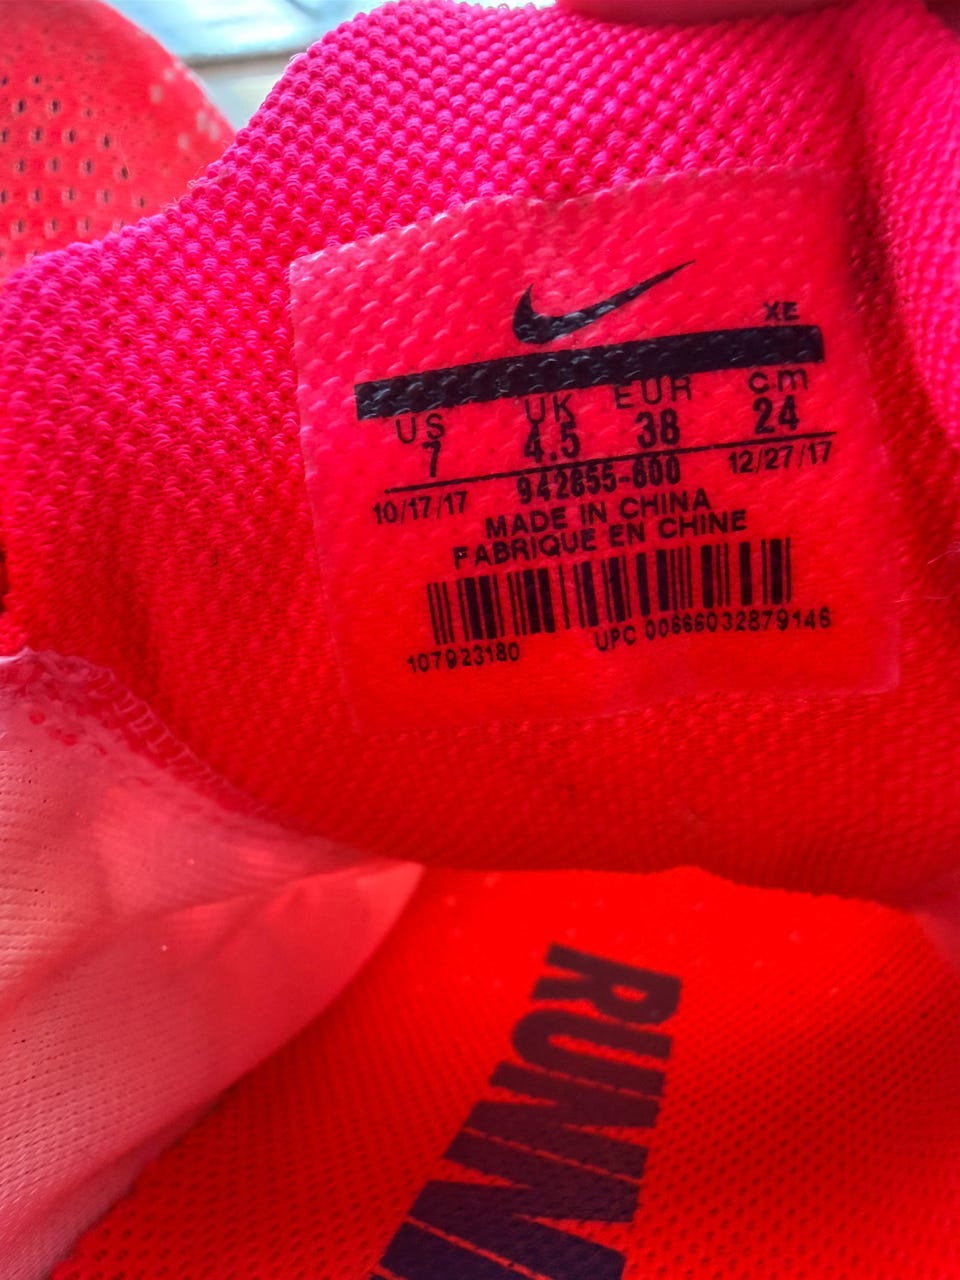 XE
US UK EUR cm
7 4.5 38 24
10/17/17 942855-600 12/27/17
MADE IN CHINA
FABRIQUE EN CHINE
107923180 UPC 00666032879146
RUNN